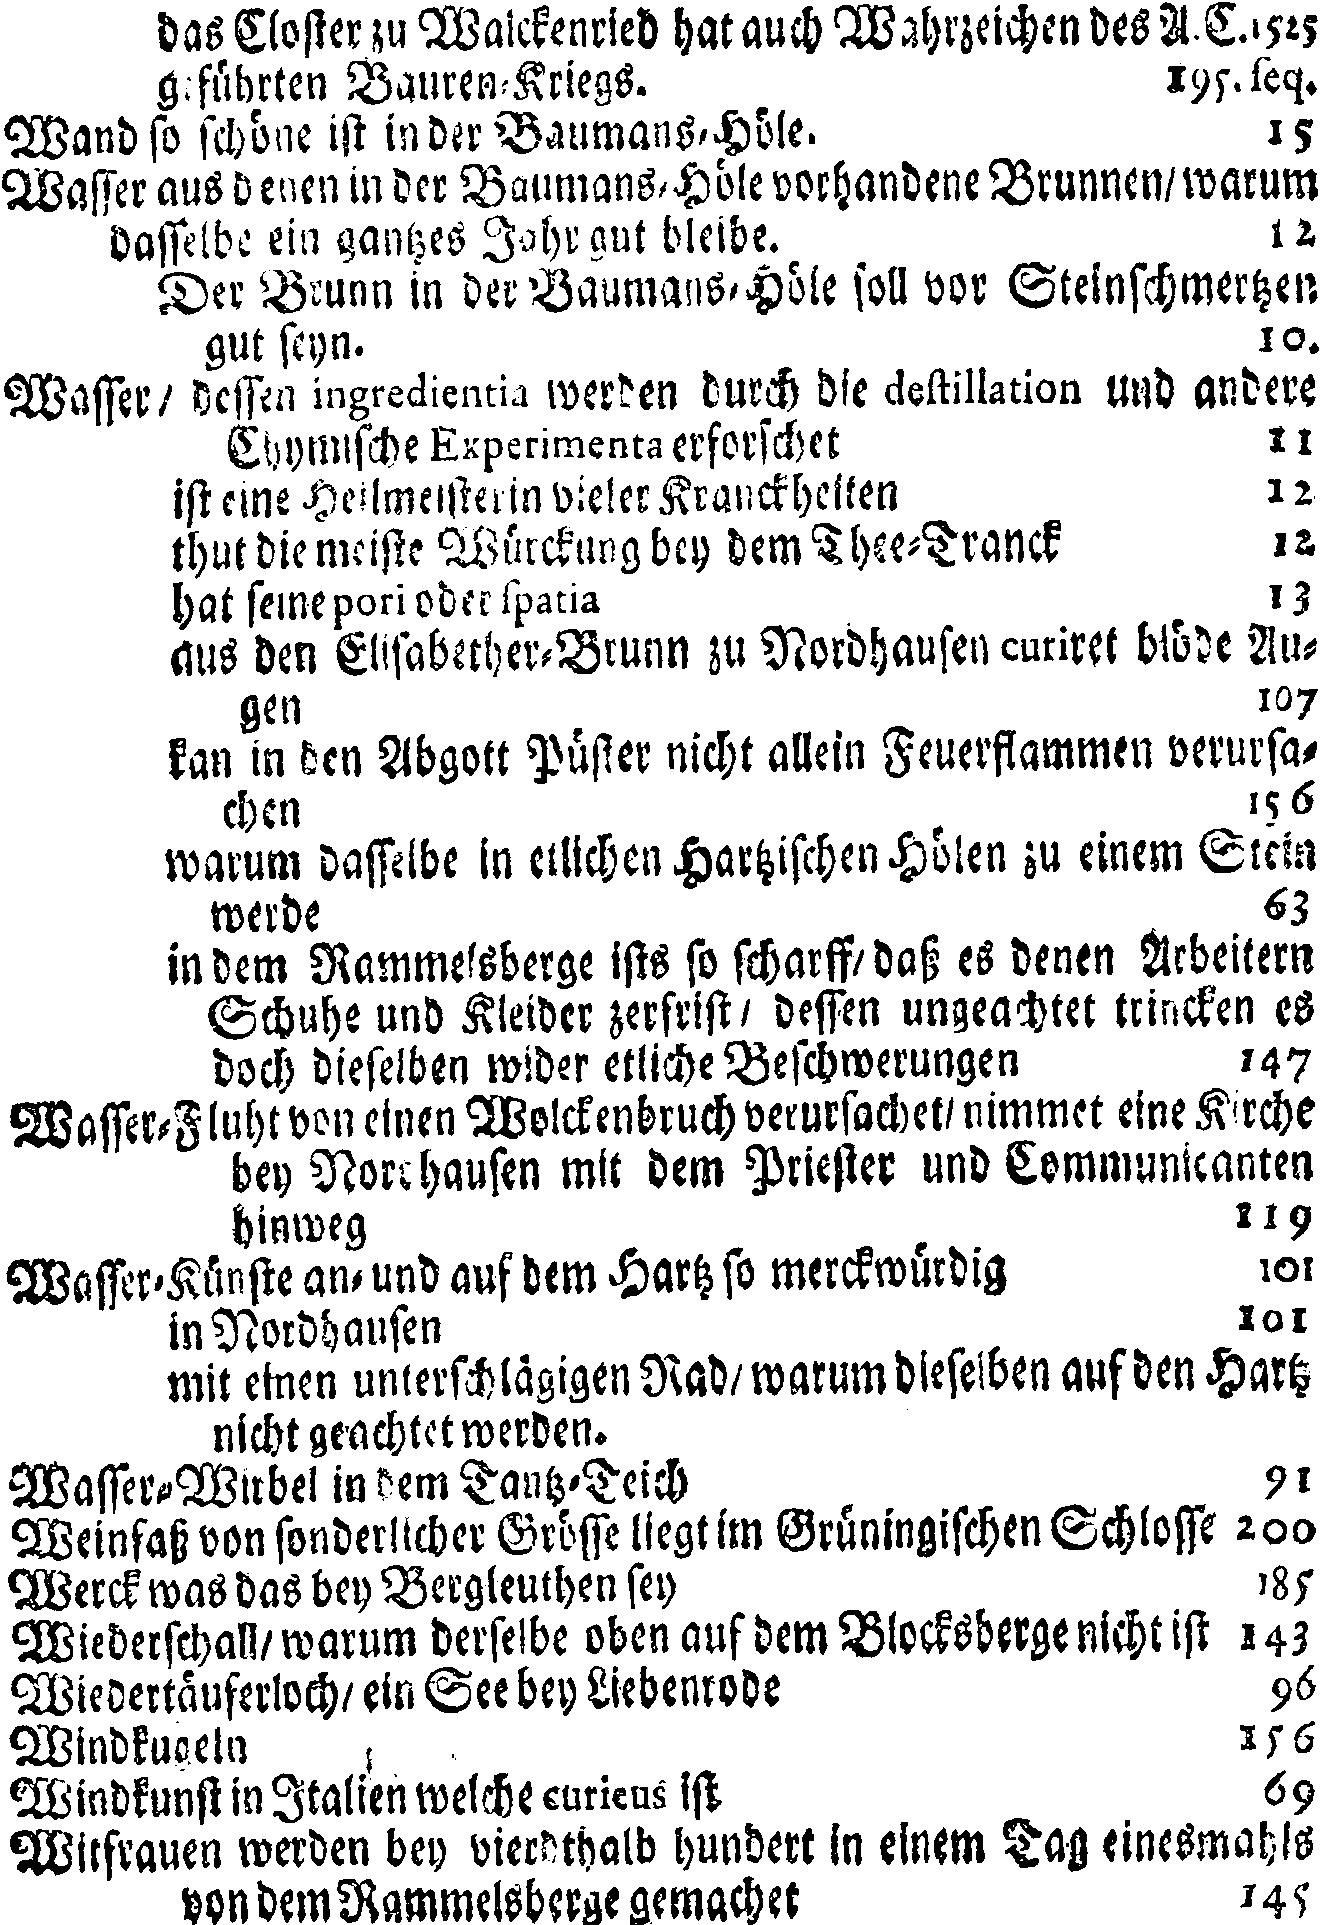 das Closter zu Walckenried hat auch Wahrzeichen des A. C. 1525
geführten Bauren-Kriegs. 195. seq.
Wand so schöne ist in der Baumans-Höle. 15
Wasser aus denen in der Baumans-Höle vorhandene Brunnen/ warum
dasselbe ein gantzes Jahr gut bleibe. 12
Der Brunn in der Baumans-Höle soll vor Steinschmertzen
gut seyn. 10.
Wasser/ dessen ingredientia werden durch die destillation und andere
Chymische Experimenta erforschet 11
ist eine Heilmeisterin vieler Kranckheiten 12
thut die meiste Würckung bey dem Thee-Tranck 12
hat seine pori oder spatia 13
aus den Elisabether-Brunn zu Nordhausen curiret blöde Au-
gen 107
kan in den Abgott Püster nicht allein Feuerflammen verursa-
chen 156
warum dasselbe in etlichen Hartzischen Hölen zu einem Stein
werde 63
in dem Rammelsberge ists so scharff/ daß es denen Arbeitern
Schuhe und Kleider zerfrist/ dessen ungeachtet trincken es
doch dieselben wider etliche Beschwerungen 147
Wasser-Fluht von einen Wolckenbruch verursachet/ nimmet eine Kirche
bey Nordhausen mit dem Priester und Communicanten
hinweg 119
Wasser-Künste an- und auf dem Hartz so merckwürdig 101
in Nordhausen 101
mit einen unterschlägigen Rad/ warum dieselben auf den Hartz
nicht geachtet werden.
Wasser-Wirbel in dem Tantz-Teich 91
Weinfaß von sonderlicher Grösse liegt im Grüningischen Schlosse 200
Werck was das bey Bergleuthen sey 185
Wiederschall/ warum derselbe oben auf dem Blocksberge nicht ist 143
Wiedertäuferloch/ ein See bey Liebenrode 96
Windkugeln 156
Windkunst in Italien welche curieus ist 69
Witfrauen werden bey vierdthalb hundert in einem Tag einesmahls
von dem Rammelsberge gemachet 145